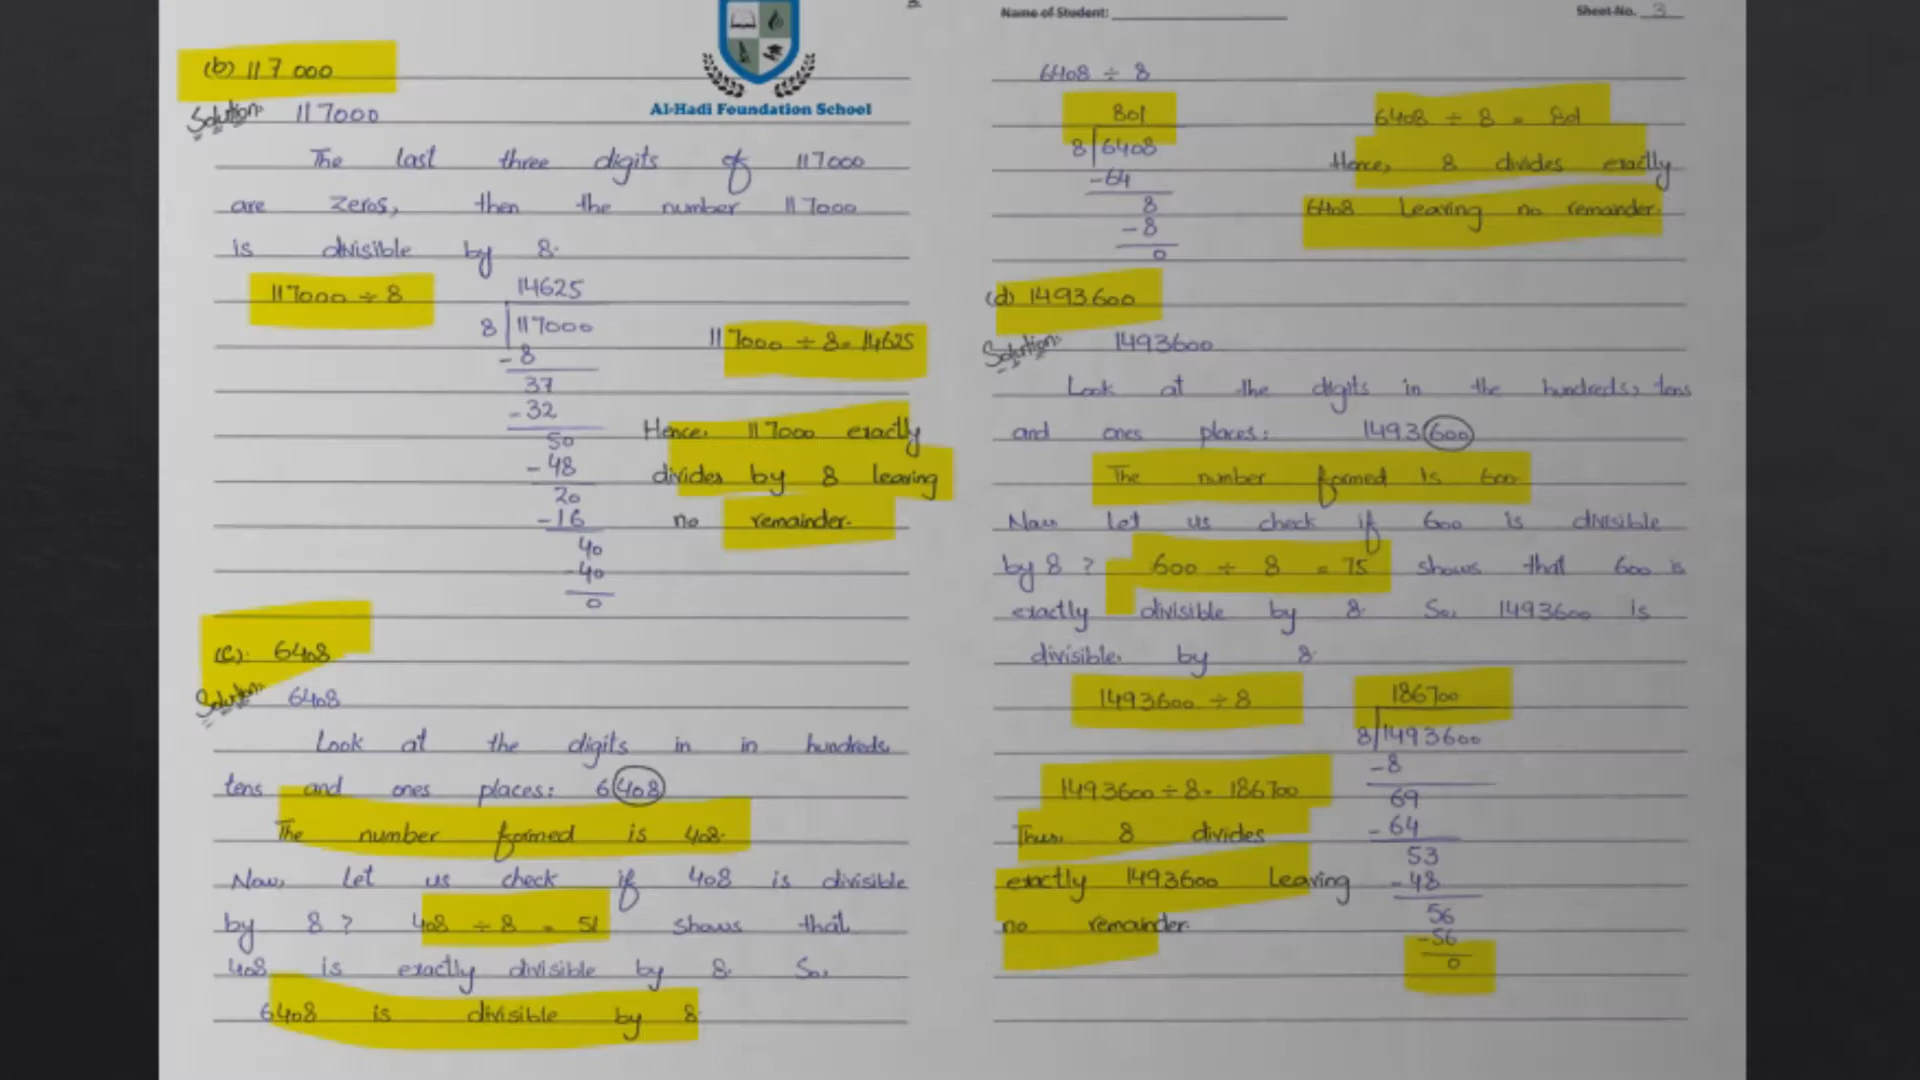 (b) 117000
Solution: 117000
Al-Hadi Foundation School
The last three digits of 117000
are zeros, then the number 117000
is divisible by 8.
117000 ÷ 8
14625
8 117000
117000 ÷ 8 = 14625
-8
37
-32
50
Hence, 117000 exactly
-48
divides by 8 leaving
20
-16
no remainder.
40
-40
0
(c). 6408
Solution: 6408
Look at the digits in in hundreds,
tens and ones places: 6408
The number formed is 408.
Now, let us check if 408 is divisible
by 8? 408 ÷ 8 = 51 shows that
408 is exactly divisible by 8. So,
6408 is divisible by 8
Name of Student:
Sheet No. 3
6408 ÷ 8
801
8 6408
-64
8
-8
0
6408 ÷ 8 = 801
Hence, 8 divides exactly
6408 Leaving no remainder.
(d) 1493600
Solution: 1493600
Look at the digits in the hundreds, tens
and ones places: 1493600
The number formed is 600.
Now let us check if 600 is divisible
by 8? 600 ÷ 8 = 75 shows that 600 is
exactly divisible by 8. So, 1493600 is
divisible. by 8
1493600 ÷ 8
186700
8 1493600
-8
69
-64
53
-48
56
-56
0
1493600 ÷ 8 = 186700
Thus, 8 divides
exactly 1493600 Leaving
no remainder.